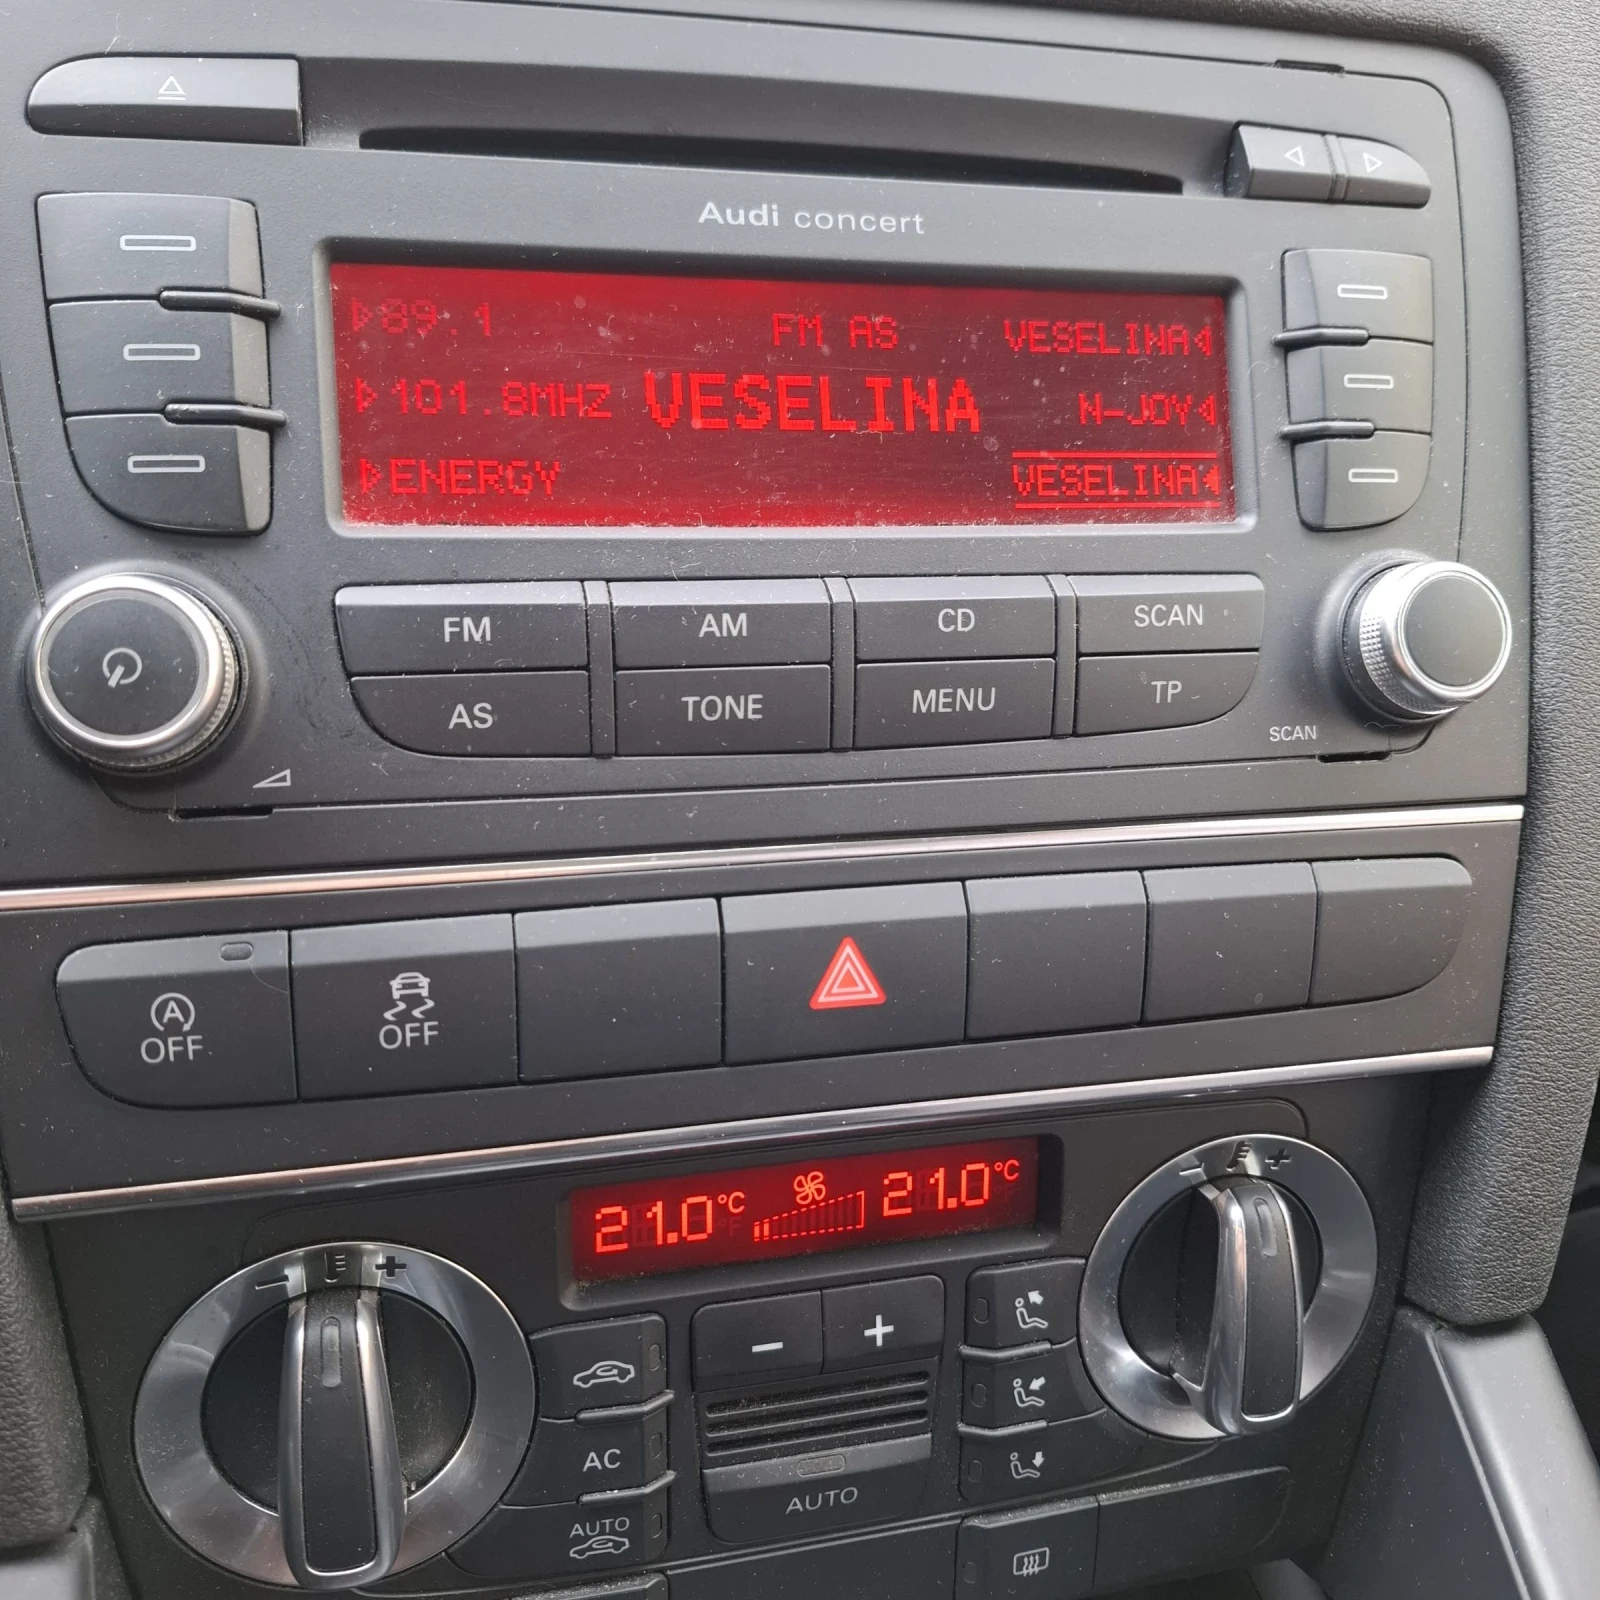 Audi concert
89.1 FM AS VESELINA
101.8MHZ VESELINA N-JOY
ENERGY VESELINA
FM AM CD SCAN
AS TONE MENU TP
SCAN
A
OFF
OFF
21.0°C 21.0°C
- +
- +
- +
AC
AUTO
AUTO